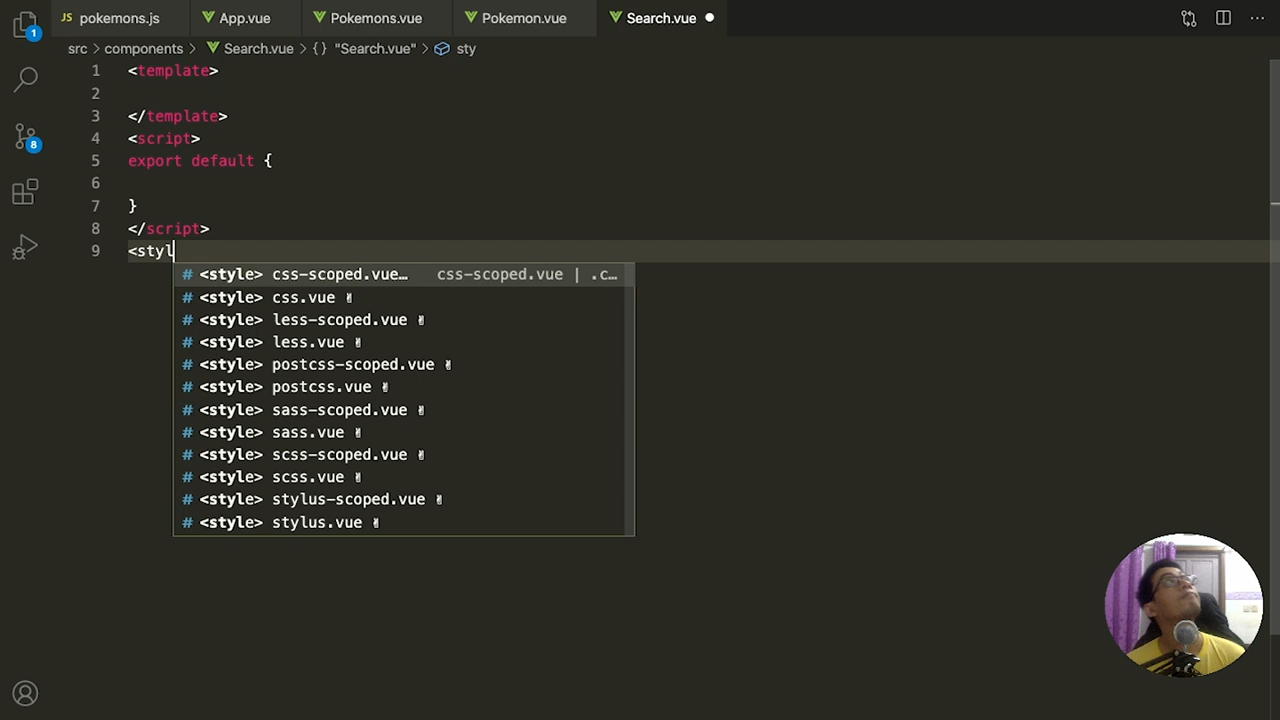 JS pokemons.js App.vue Pokemons.vue Pokemon.vue Search.vue
src > components > Search.vue > {} "Search.vue" > sty
1 <template>
2
3 </template>
4 <script>
5 export default {
6
7 }
8 </script>
9 <styl
# <style> css-scoped.vue… css-scoped.vue | .c…
# <style> css.vue
# <style> less-scoped.vue
# <style> less.vue
# <style> postcss-scoped.vue
# <style> postcss.vue
# <style> sass-scoped.vue
# <style> sass.vue
# <style> scss-scoped.vue
# <style> scss.vue
# <style> stylus-scoped.vue
# <style> stylus.vue
1
8